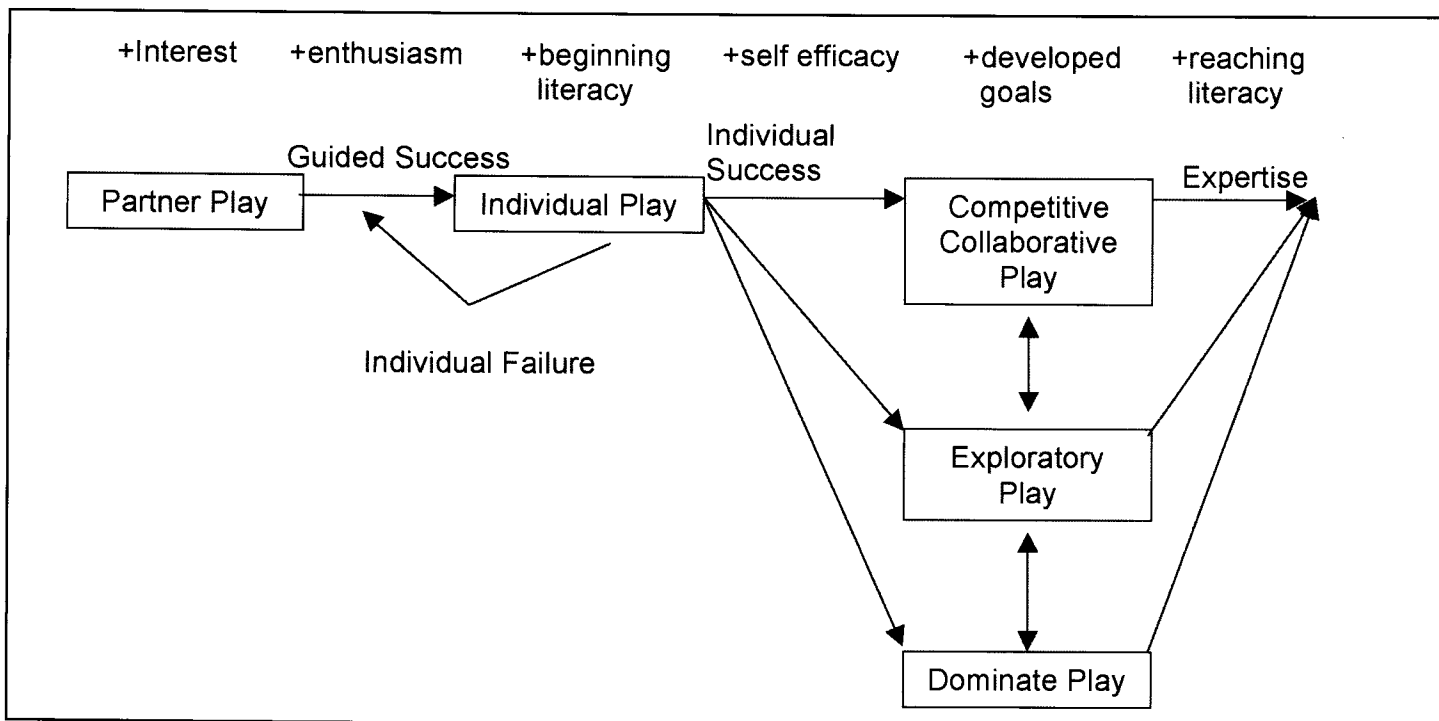 +Interest +enthusiasm +beginning literacy +self efficacy +developed goals +reaching literacy
Individual
Success
Guided Success
Expertise
Partner Play
Individual Play
Competitive
Collaborative
Play
Individual Failure
Exploratory
Play
Dominate Play